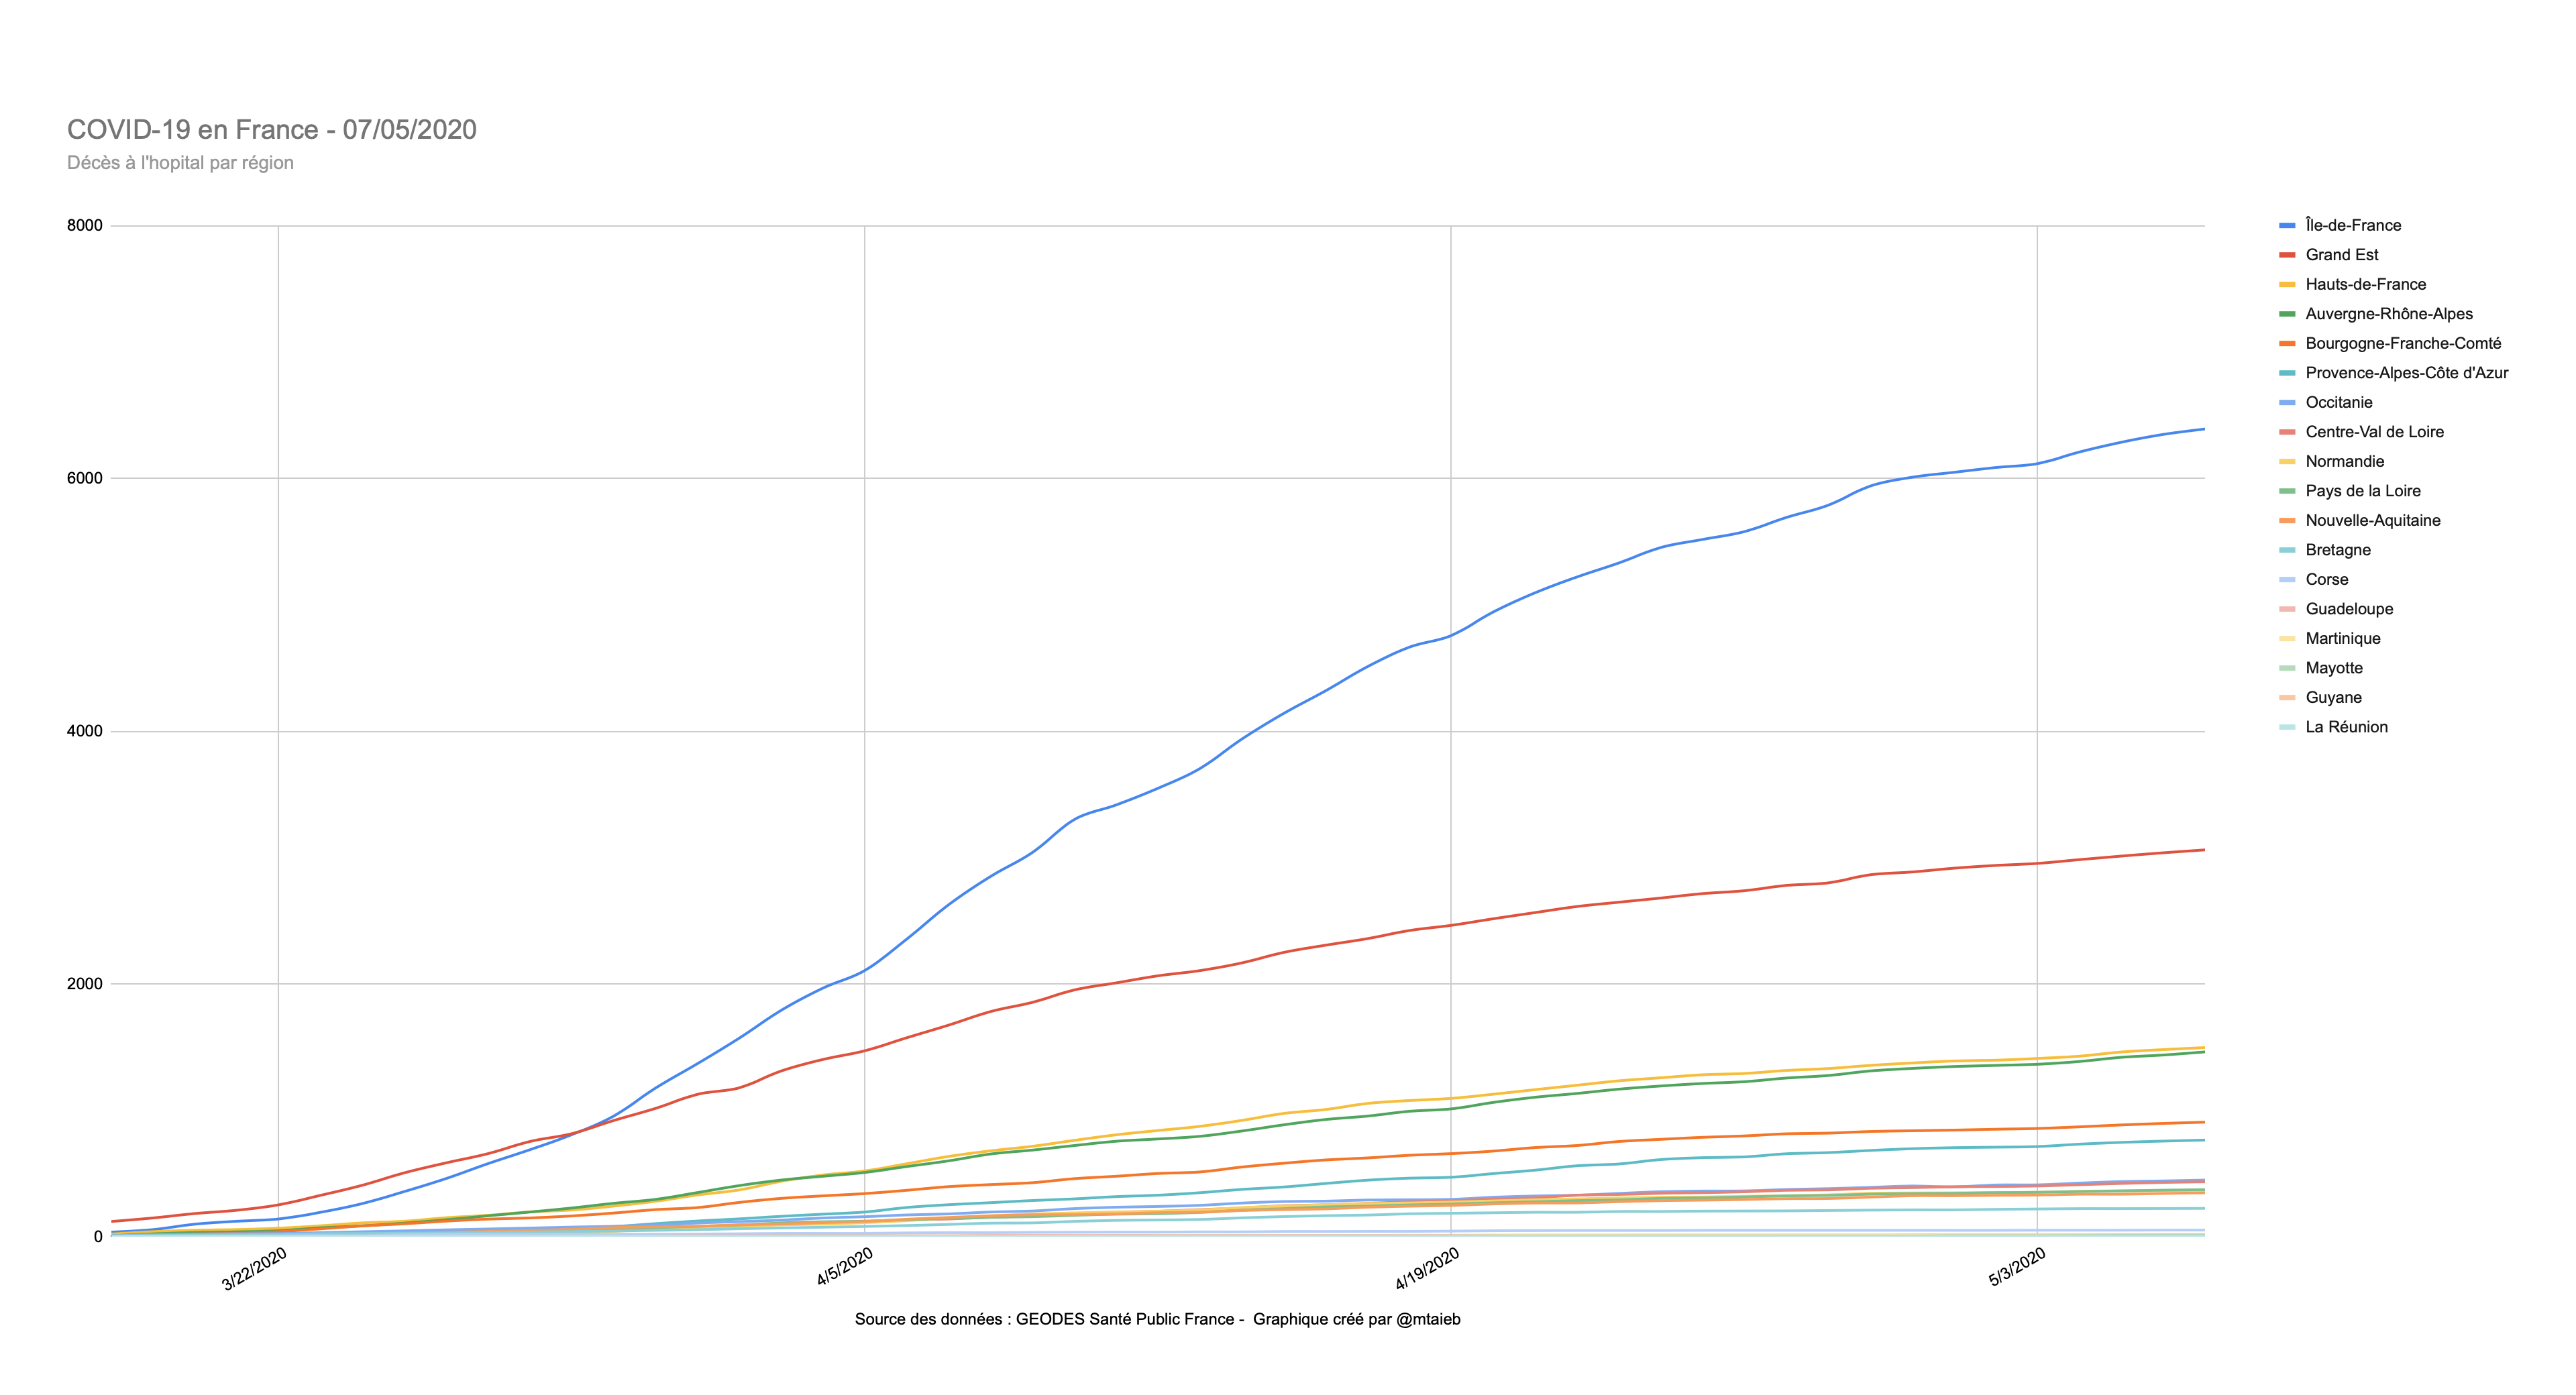 COVID-19 en France - 07/05/2020
Décès à l'hopital par région
8000
6000
4000
2000
0
3/22/2020
4/5/2020
4/19/2020
5/3/2020
Île-de-France
Grand Est
Hauts-de-France
Auvergne-Rhône-Alpes
Bourgogne-Franche-Comté
Provence-Alpes-Côte d'Azur
Occitanie
Centre-Val de Loire
Normandie
Pays de la Loire
Nouvelle-Aquitaine
Bretagne
Corse
Guadeloupe
Martinique
Mayotte
Guyane
La Réunion
Source des données : GEODES Santé Public France -  Graphique créé par @mtaieb